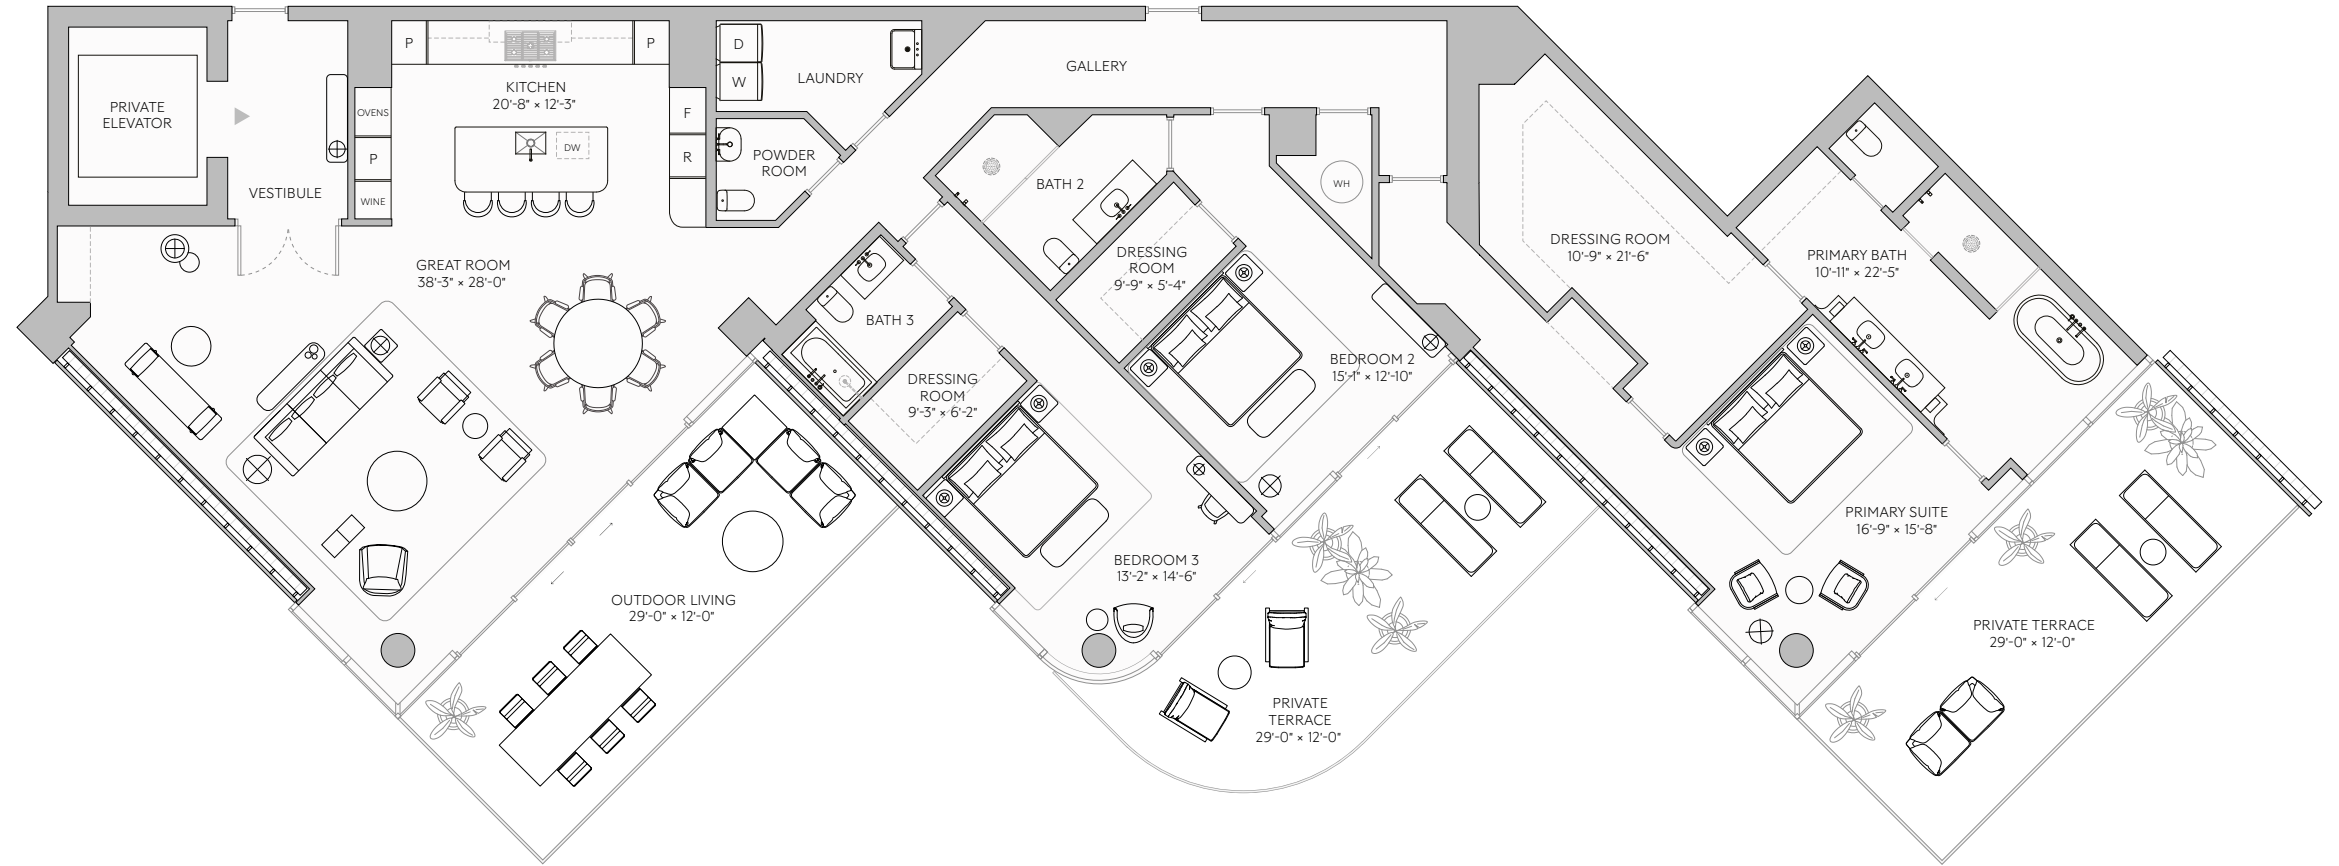 PRIVATE
ELEVATOR
VESTIBULE
P
P
KITCHEN
20'-8" × 12'-3"
OVENS
P
WINE
DW
F
R
D
W
LAUNDRY
POWDER
ROOM
GALLERY
GREAT ROOM
38'-3" × 28'-0"
BATH 2
DRESSING
ROOM
9'-9" × 5'-4"
WH
BATH 3
DRESSING
ROOM
9'-3" × 6'-2"
BEDROOM 2
15'-1" × 12'-10"
BEDROOM 3
13'-2" × 14'-6"
DRESSING ROOM
10'-9" × 21'-6"
PRIMARY BATH
10'-11" × 22'-5"
PRIMARY SUITE
16'-9" × 15'-8"
OUTDOOR LIVING
29'-0" × 12'-0"
PRIVATE
TERRACE
29'-0" × 12'-0"
PRIVATE TERRACE
29'-0" × 12'-0"